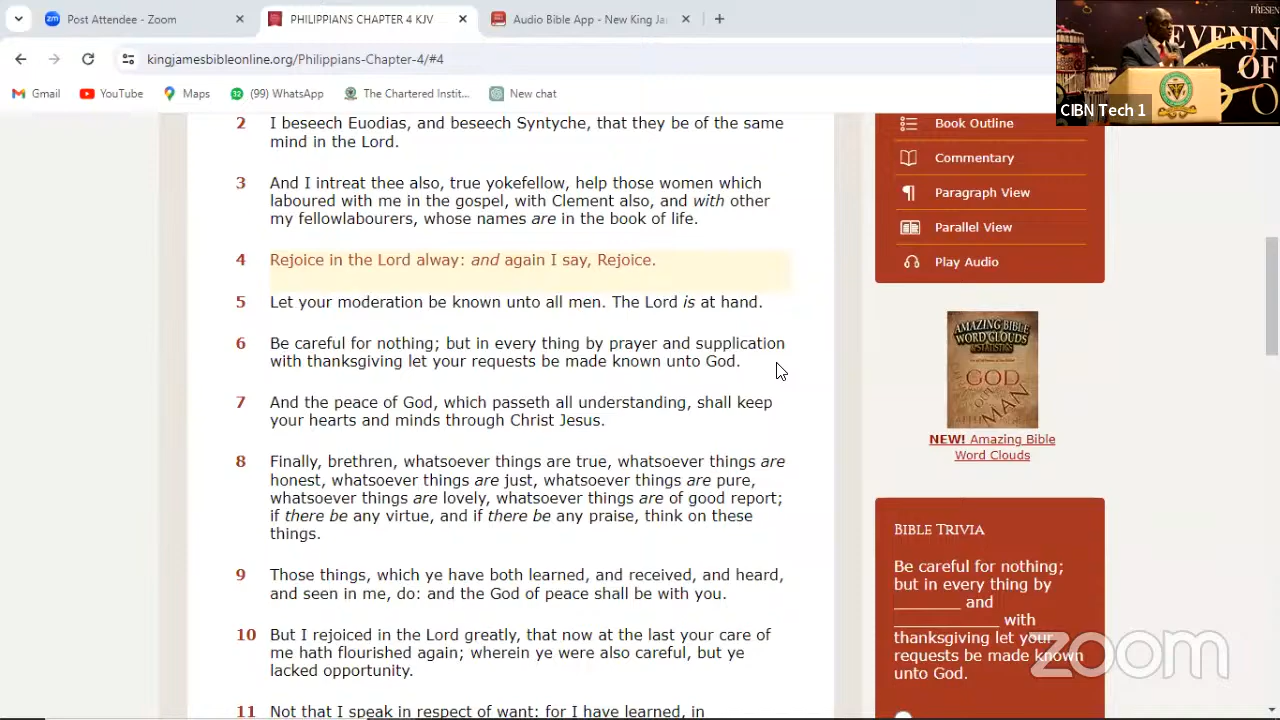 Post Attendee - Zoom
PHILIPPIANS CHAPTER 4 KJV
Audio Bible App - New King Ja
kingjamesbibleonline.org/Philippians-Chapter-4/#4
Gmail
YouTube
Maps
(99) WhatsApp
The Chartered Instit...
New chat
PRESEN
EVENIN
OF
CIBN Tech 1
2 I beseech Euodias, and beseech Syntyche, that they be of the same
mind in the Lord.
3 And I intreat thee also, true yokefellow, help those women which
laboured with me in the gospel, with Clement also, and with other
my fellowlabourers, whose names are in the book of life.
4 Rejoice in the Lord alway: and again I say, Rejoice.
5 Let your moderation be known unto all men. The Lord is at hand.
6 Be careful for nothing; but in every thing by prayer and supplication
with thanksgiving let your requests be made known unto God.
7 And the peace of God, which passeth all understanding, shall keep
your hearts and minds through Christ Jesus.
8 Finally, brethren, whatsoever things are true, whatsoever things are
honest, whatsoever things are just, whatsoever things are pure,
whatsoever things are lovely, whatsoever things are of good report;
if there be any virtue, and if there be any praise, think on these
things.
9 Those things, which ye have both learned, and received, and heard,
and seen in me, do: and the God of peace shall be with you.
10 But I rejoiced in the Lord greatly, that now at the last your care of
me hath flourished again; wherein ye were also careful, but ye
lacked opportunity.
11 Not that I speak in respect of want: for I have learned, in
Book Outline
Commentary
Paragraph View
Parallel View
Play Audio
AMAZING BIBLE
WORD CLOUDS
GOD
OUT
MAN
NEW! Amazing Bible
Word Clouds
BIBLE TRIVIA
Be careful for nothing;
but in every thing by
________ and
_____________ with
thanksgiving let your
requests be made known
unto God.
zoom